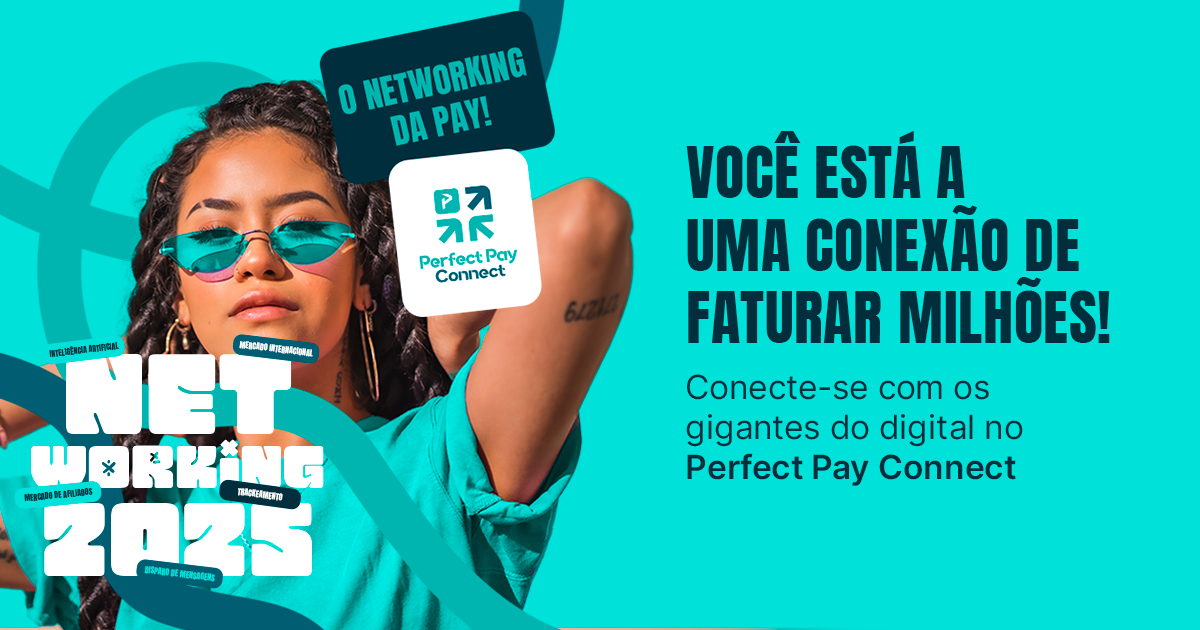 O NETWORKING
DA PAY!
Perfect Pay
Connect
VOCÊ ESTÁ A
UMA CONEXÃO DE
FATURAR MILHÕES!
Conecte-se com os
gigantes do digital no
Perfect Pay Connect
INTELIGÊNCIA ARTIFICIAL
MERCADO INTERNACIONAL
NET
WORKING
MERCADO DE AFILIADOS
TRACKEAMENTO
2025
DISPARO DE MENSAGENS